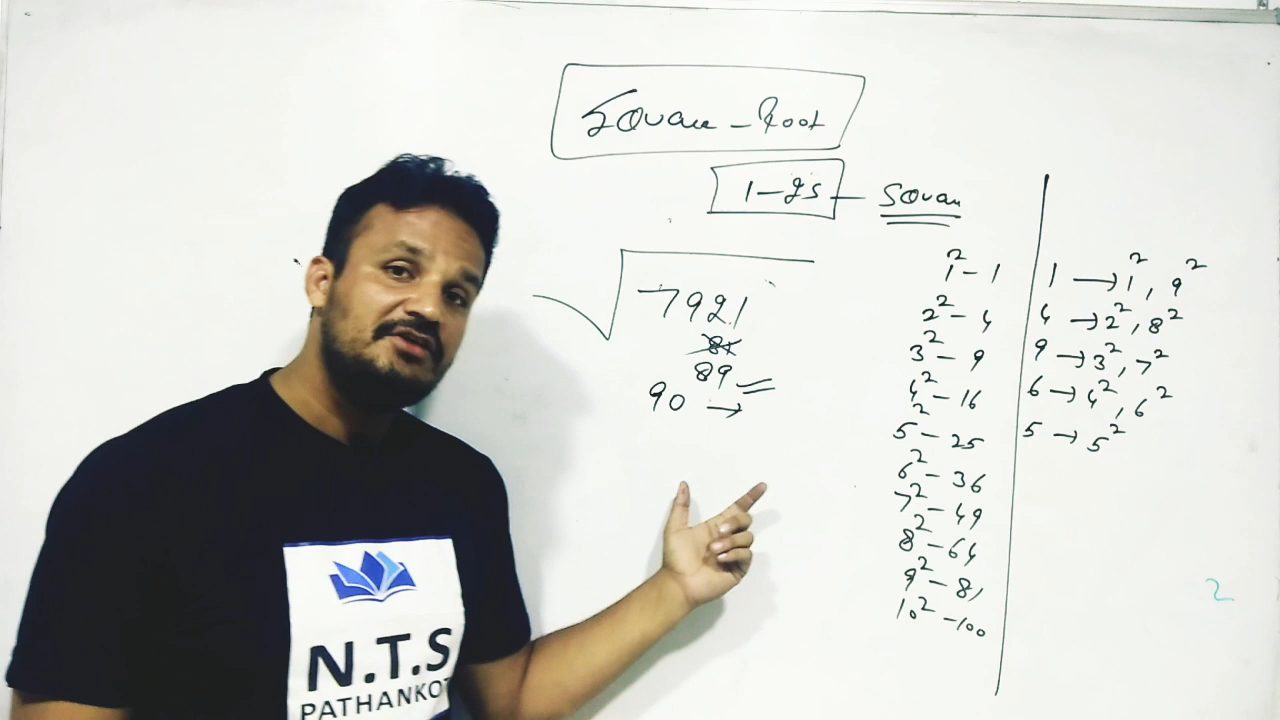 Square - Root
1 - 25 - Squar
√7921
81
89
90 →
1² - 1
2² - 4
3² - 9
4² - 16
5² - 25
6² - 36
7² - 49
8² - 64
9² - 81
10² - 100
1 → 1², 9²
4 → 2², 8²
9 → 3², 7²
6 → 4², 6²
5 → 5²
2
N.T.S
PATHANKOT